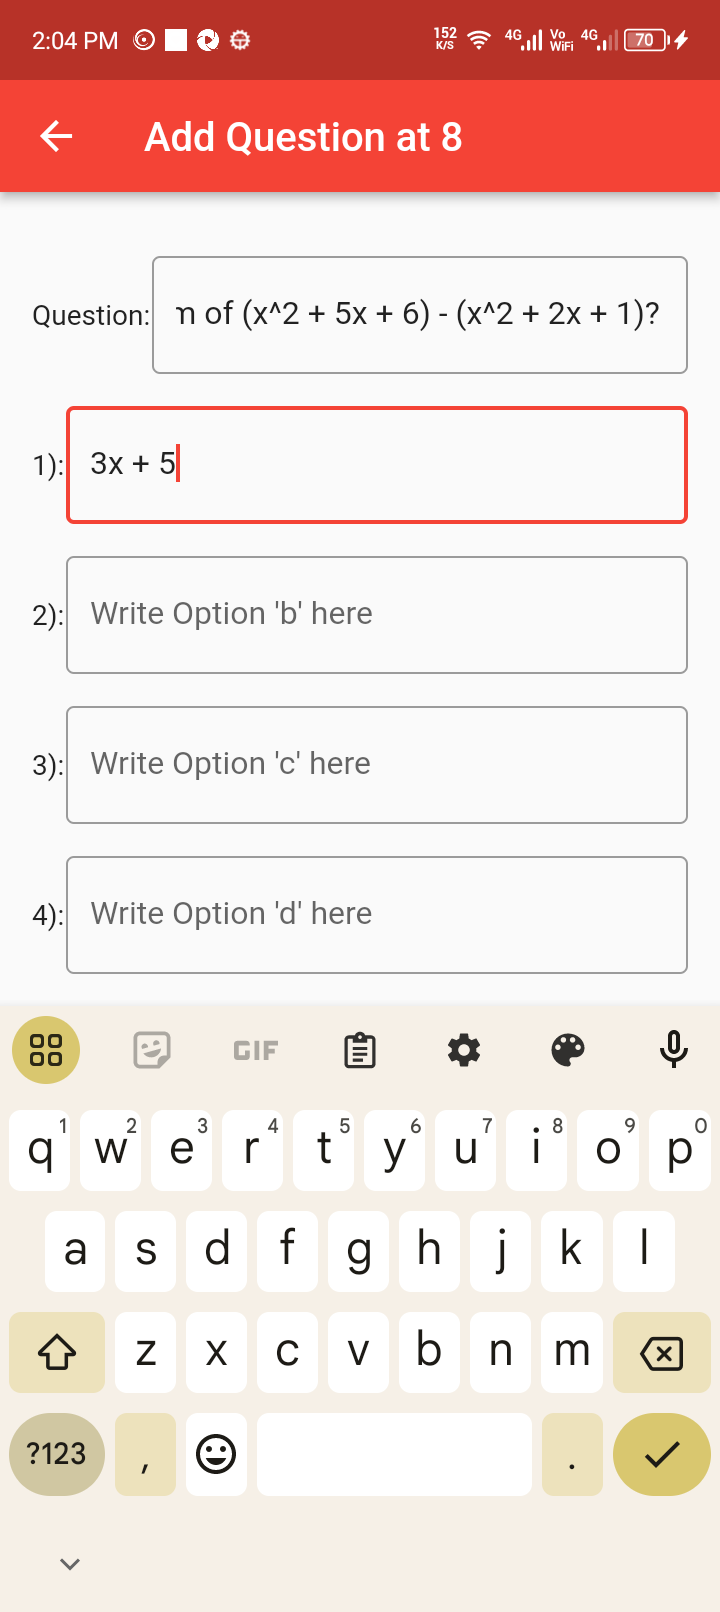 2:04 PM 152 K/S 4G Vo WiFi 4G 70
Add Question at 8
Question: m of (x^2 + 5x + 6) - (x^2 + 2x + 1)?
1): 3x + 5
2): Write Option 'b' here
3): Write Option 'c' here
4): Write Option 'd' here
GIF
q1 w2 e3 r4 t5 y6 u7 i8 o9 p0
a s d f g h j k l
z x c v b n m
?123 , .